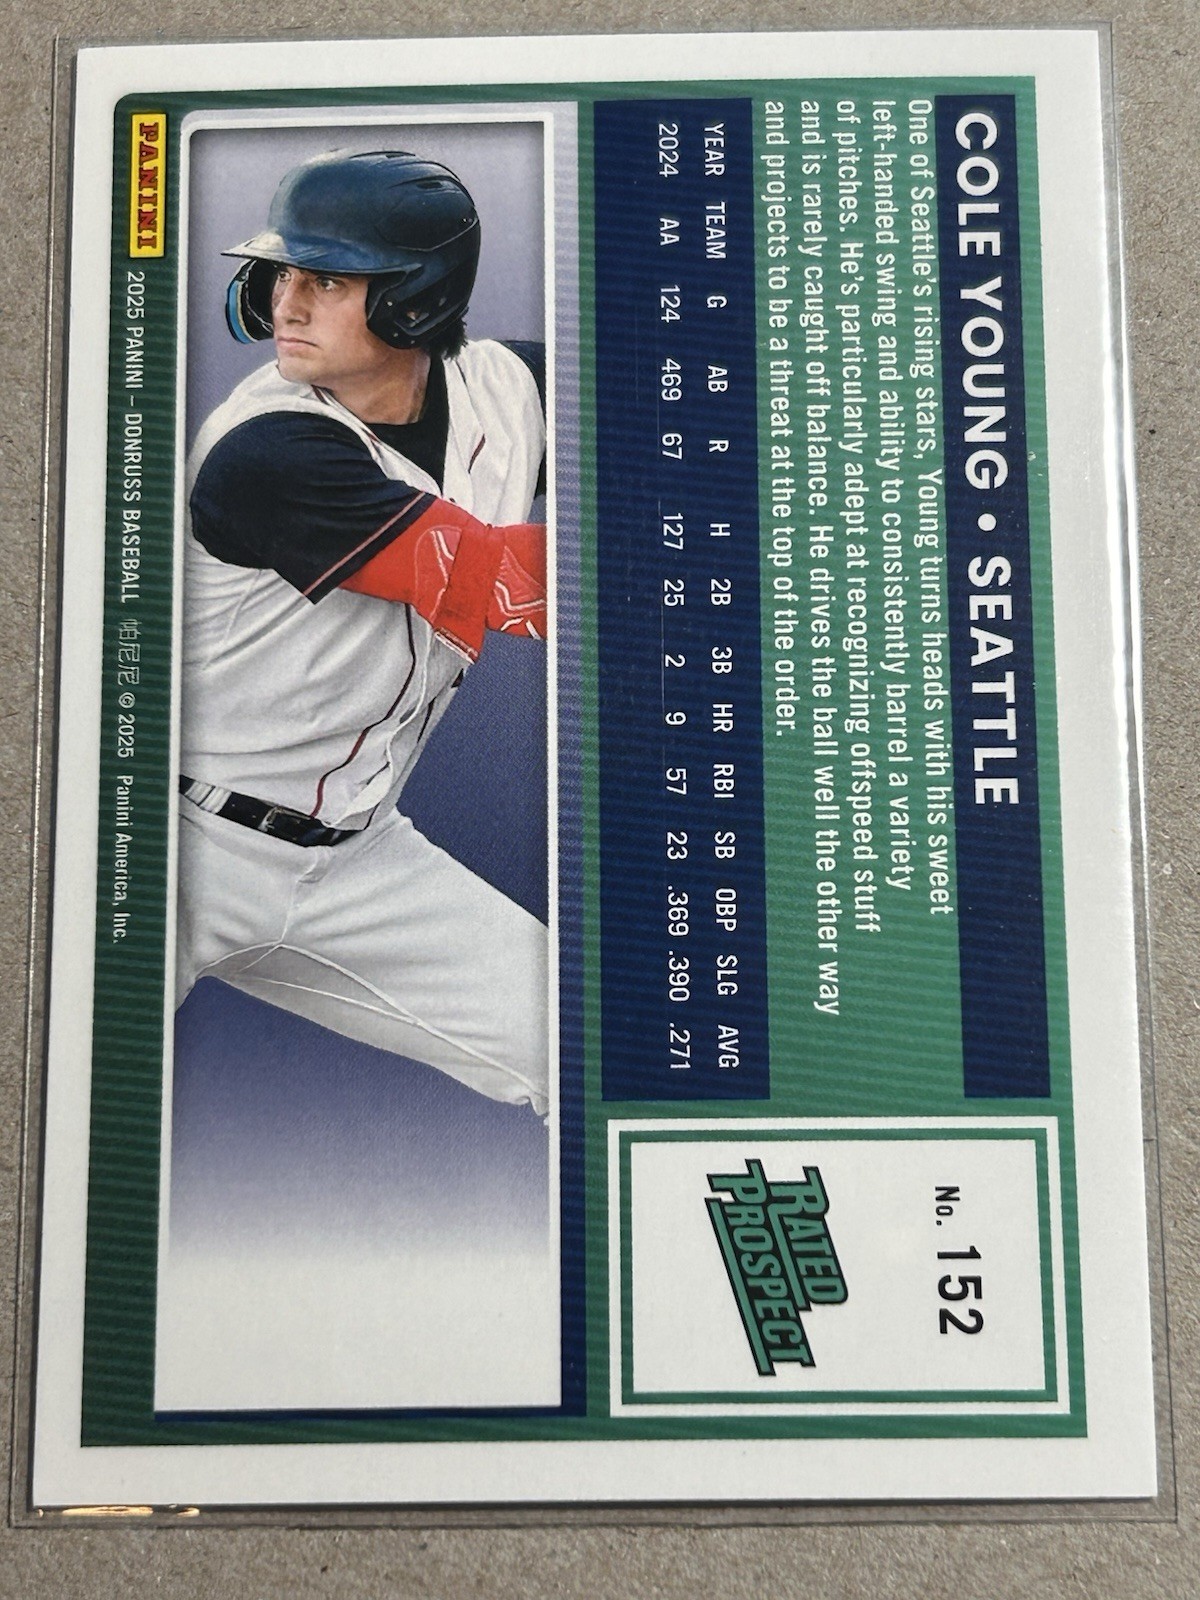 COLE YOUNG • SEATTLE
One of Seattle's rising stars, Young turns heads with his sweet
left-handed swing and ability to consistently barrel a variety
of pitches. He's particularly adept at recognizing offspeed stuff
and is rarely caught off balance. He drives the ball well the other way
and projects to be a threat at the top of the order.
YEAR TEAM G AB R H 2B 3B HR RBI SB OBP SLG AVG
2024 AA 124 469 67 127 25 2 9 57 23 .369 .390 .271
No. 152
RATED
PROSPECT
PANINI
2025 PANINI – DONRUSS BASEBALL 帕尼尼 © 2025 Panini America, Inc.